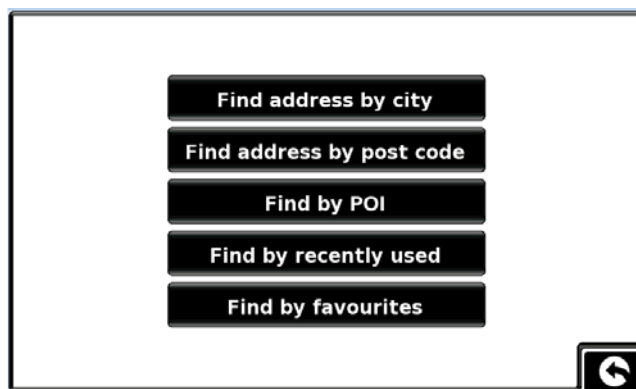 Find address by city
Find address by post code
Find by POI
Find by recently used
Find by favourites